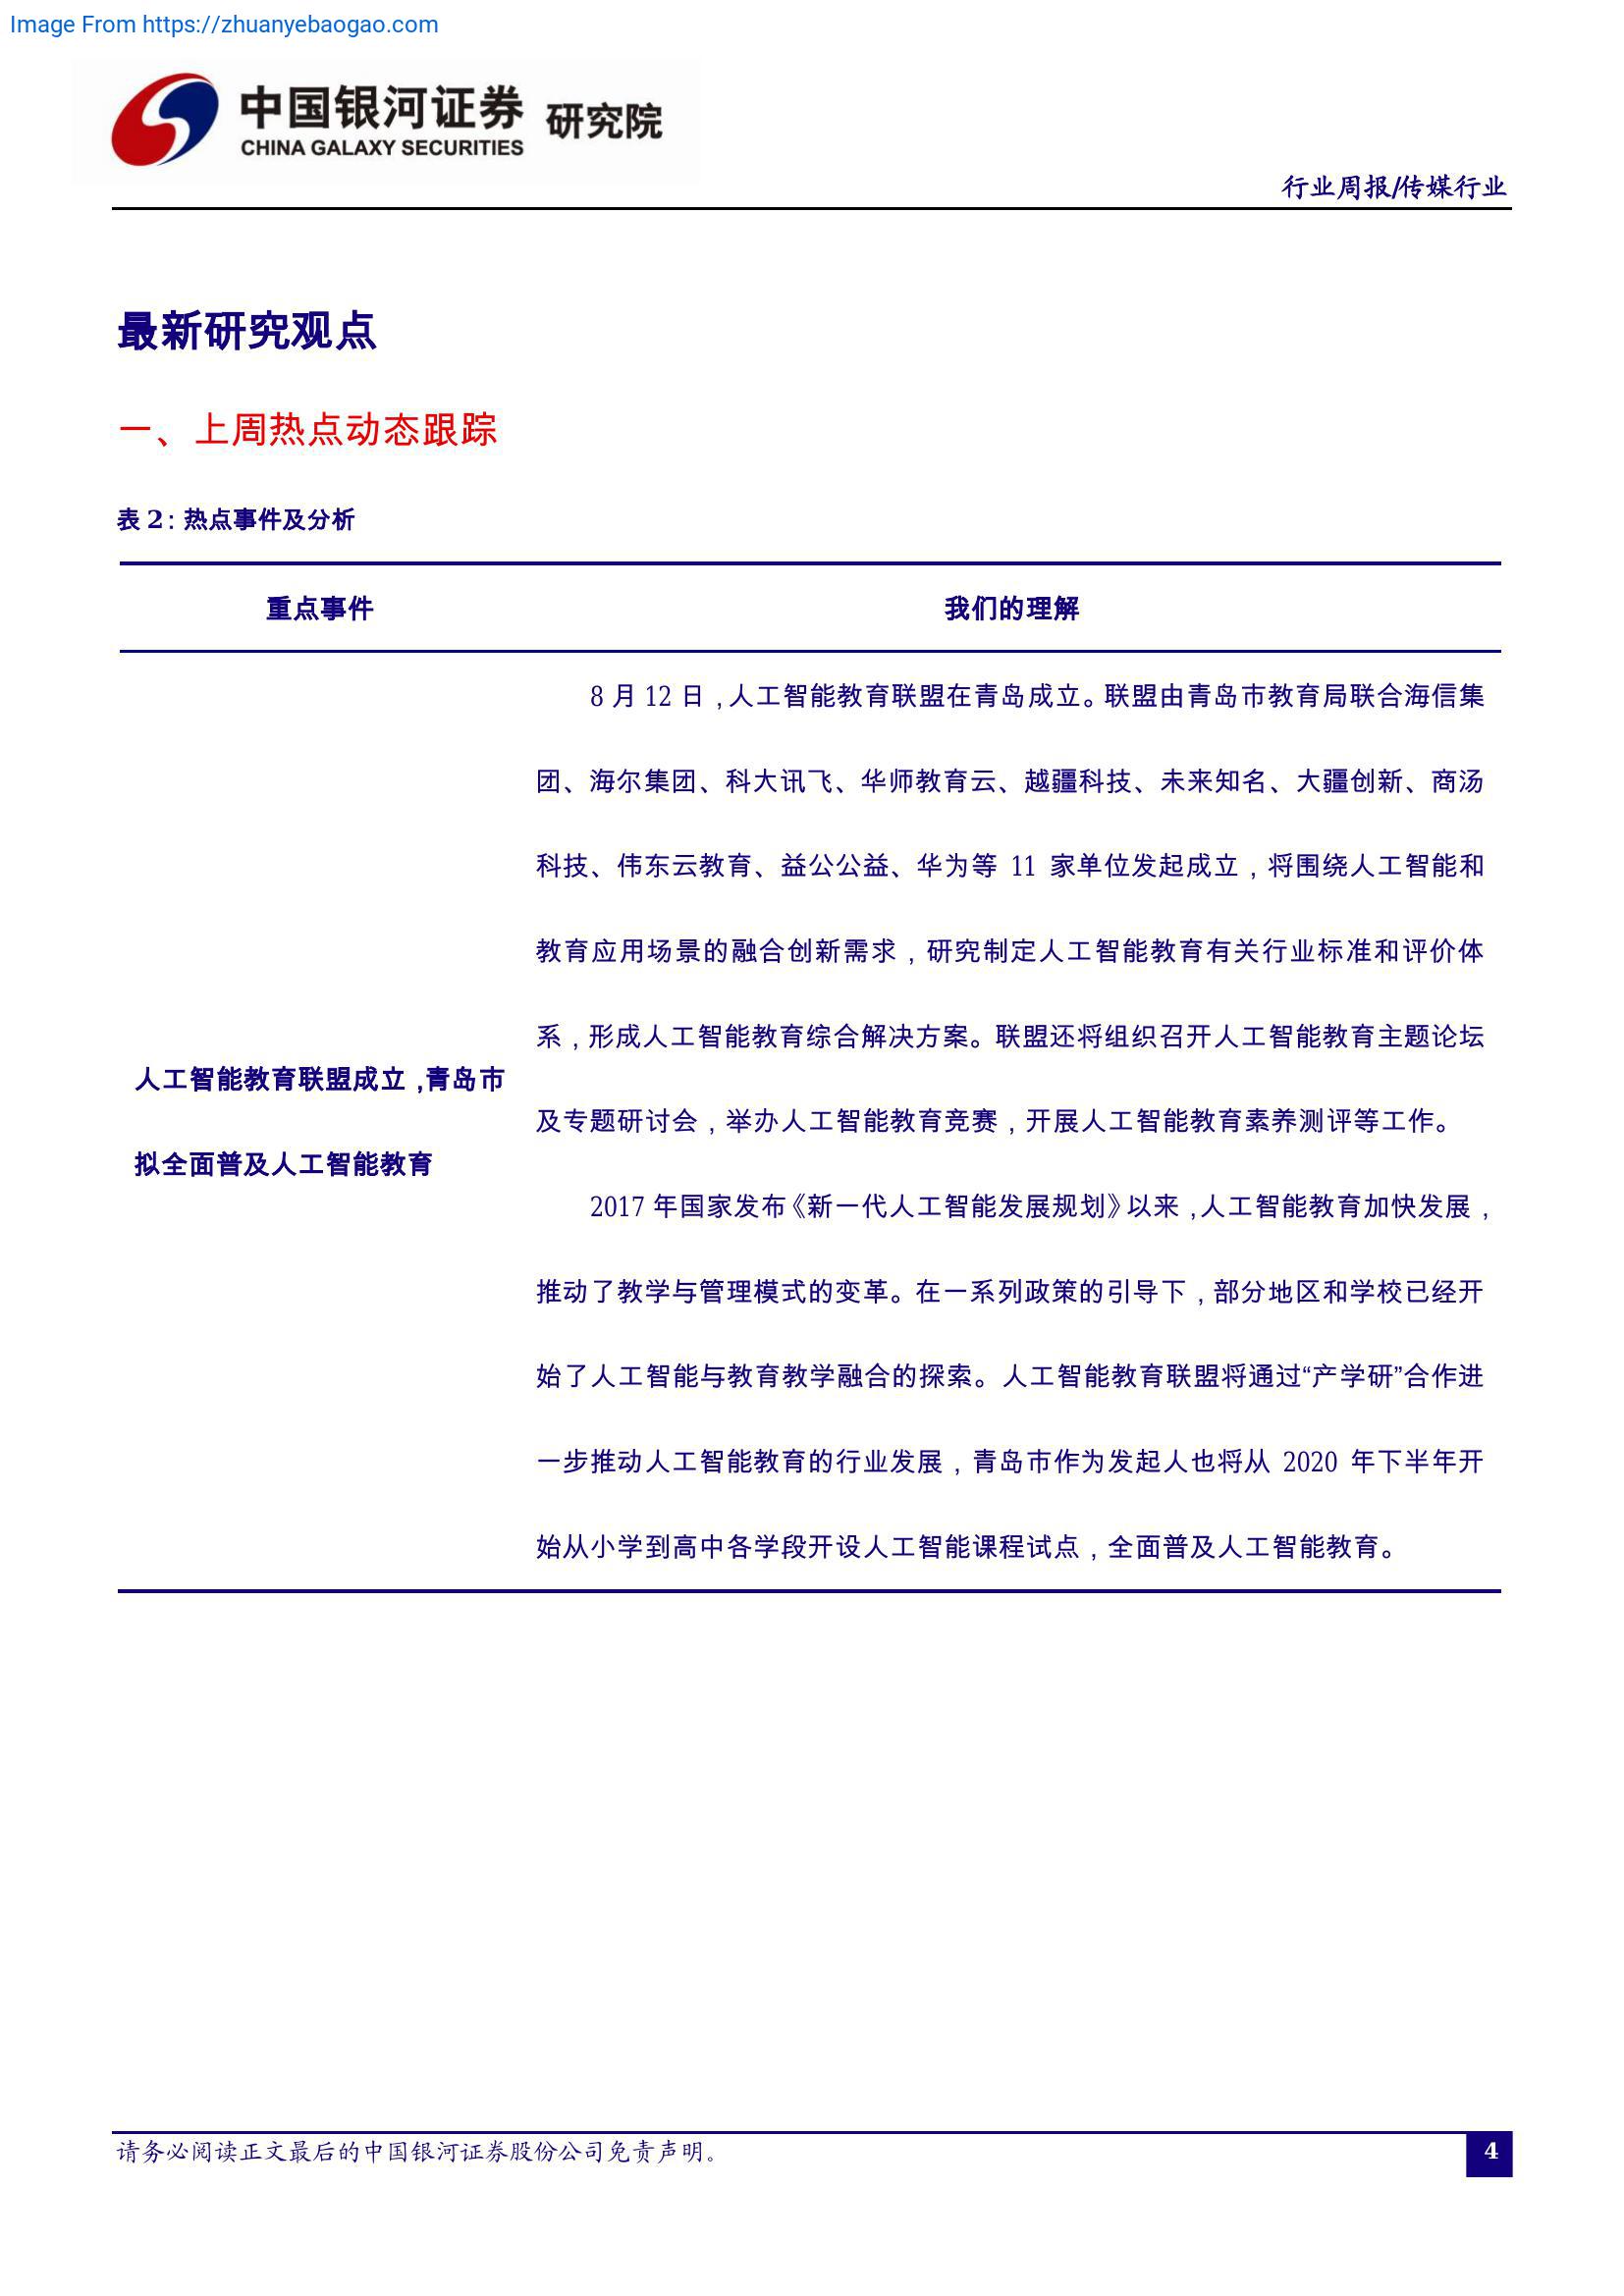 Image From https://zhuanyebaogao.com
中国银河证券 研究院
CHINA GALAXY SECURITIES
行业周报/传媒行业
最新研究观点
一、上周热点动态跟踪
表 2：热点事件及分析
重点事件 我们的理解
8 月 12 日，人工智能教育联盟在青岛成立。联盟由青岛市教育局联合海信集
团、海尔集团、科大讯飞、华师教育云、越疆科技、未来知名、大疆创新、商汤
科技、伟东云教育、益公公益、华为等 11 家单位发起成立，将围绕人工智能和
教育应用场景的融合创新需求，研究制定人工智能教育有关行业标准和评价体
系，形成人工智能教育综合解决方案。联盟还将组织召开人工智能教育主题论坛
人工智能教育联盟成立，青岛市
及专题研讨会，举办人工智能教育竞赛，开展人工智能教育素养测评等工作。
拟全面普及人工智能教育
2017 年国家发布《新一代人工智能发展规划》以来，人工智能教育加快发展，
推动了教学与管理模式的变革。在一系列政策的引导下，部分地区和学校已经开
始了人工智能与教育教学融合的探索。人工智能教育联盟将通过“产学研”合作进
一步推动人工智能教育的行业发展，青岛市作为发起人也将从 2020 年下半年开
始从小学到高中各学段开设人工智能课程试点，全面普及人工智能教育。
请务必阅读正文最后的中国银河证券股份公司免责声明。
4